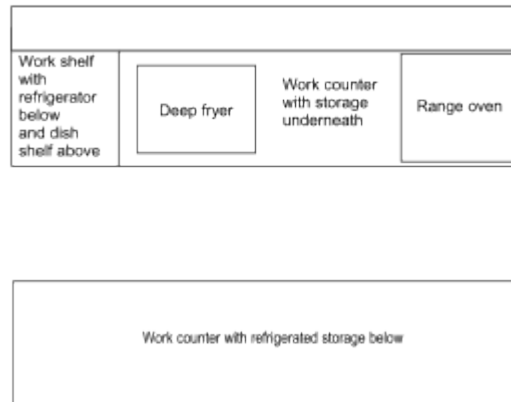 Work shelf
with
refrigerator
below
and dish
shelf above
Deep fryer
Work counter
with storage
underneath
Range oven
Work counter with refrigerated storage below